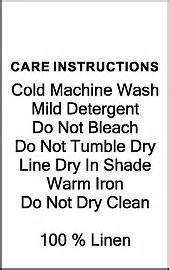 CARE INSTRUCTIONS
Cold Machine Wash
Mild Detergent
Do Not Bleach
Do Not Tumble Dry
Line Dry In Shade
Warm Iron
Do Not Dry Clean
100 % Linen